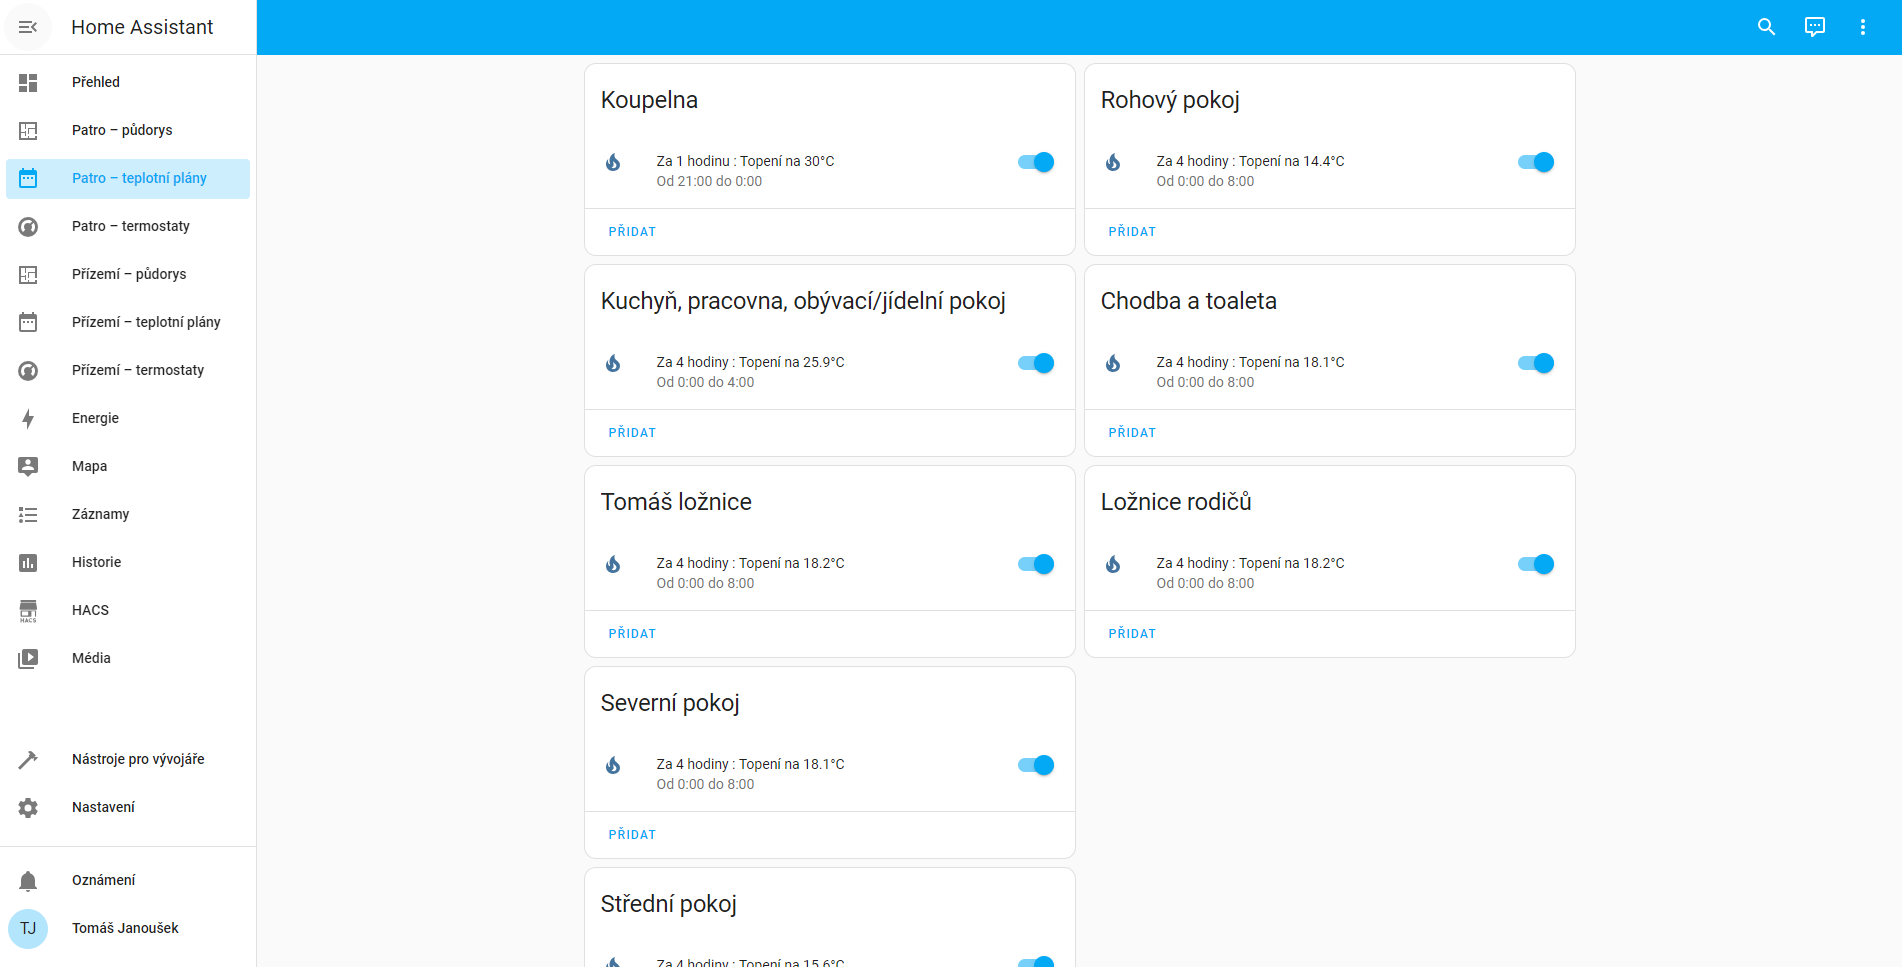 Home Assistant
Přehled
Patro – půdorys
Patro – teplotní plány
Patro – termostaty
Přízemí – půdorys
Přízemí – teplotní plány
Přízemí – termostaty
Energie
Mapa
Záznamy
Historie
HACS
HACS
Média
Nástroje pro vývojáře
Nastavení
Oznámení
TJ
Tomáš Janoušek
Koupelna
Za 1 hodinu : Topení na 30°C
Od 21:00 do 0:00
PŘIDAT
Kuchyň, pracovna, obývací/jídelní pokoj
Za 4 hodiny : Topení na 25.9°C
Od 0:00 do 4:00
PŘIDAT
Tomáš ložnice
Za 4 hodiny : Topení na 18.2°C
Od 0:00 do 8:00
PŘIDAT
Severní pokoj
Za 4 hodiny : Topení na 18.1°C
Od 0:00 do 8:00
PŘIDAT
Střední pokoj
Za 4 hodiny : Topení na 15.6°C
Rohový pokoj
Za 4 hodiny : Topení na 14.4°C
Od 0:00 do 8:00
PŘIDAT
Chodba a toaleta
Za 4 hodiny : Topení na 18.1°C
Od 0:00 do 8:00
PŘIDAT
Ložnice rodičů
Za 4 hodiny : Topení na 18.2°C
Od 0:00 do 8:00
PŘIDAT